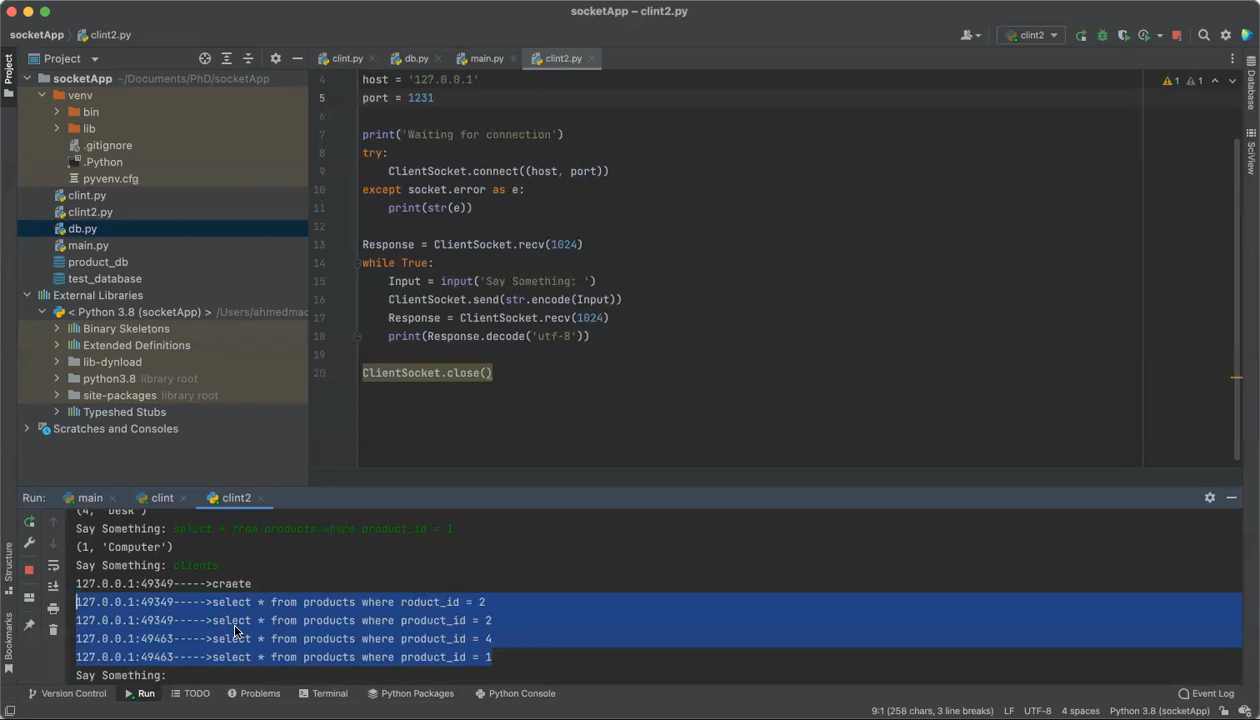 socketApp – clint2.py
socketApp
clint2.py
clint2
Project
clint.py
db.py
main.py
clint2.py
Project
Database
SciView
socketApp ~/Documents/PhD/socketApp
venv
bin
lib
.gitignore
.Python
pyvenv.cfg
clint.py
clint2.py
db.py
main.py
product_db
test_database
External Libraries
< Python 3.8 (socketApp) > /Users/ahmedmac
Binary Skeletons
Extended Definitions
lib-dynload
python3.8 library root
site-packages library root
Typeshed Stubs
Scratches and Consoles
1 1
4 host = '127.0.0.1'
5 port = 1231
6
7 print('Waiting for connection')
8 try:
9 ClientSocket.connect((host, port))
10 except socket.error as e:
11 print(str(e))
12
13 Response = ClientSocket.recv(1024)
14 while True:
15 Input = input('Say Something: ')
16 ClientSocket.send(str.encode(Input))
17 Response = ClientSocket.recv(1024)
18 print(Response.decode('utf-8'))
19
20 ClientSocket.close()
Run:
main
clint
clint2
(4, 'Desk')
Say Something: select * from products where product_id = 1
(1, 'Computer')
Say Something: clients
127.0.0.1:49349----->craete
127.0.0.1:49349----->select * from products where roduct_id = 2
127.0.0.1:49349----->select * from products where product_id = 2
127.0.0.1:49463----->select * from products where product_id = 4
127.0.0.1:49463----->select * from products where product_id = 1
Say Something:
Structure
Favorites
Version Control
Run
TODO
Problems
Terminal
Python Packages
Python Console
Event Log
9:1 (258 chars, 3 line breaks)
LF
UTF-8
4 spaces
Python 3.8 (socketApp)